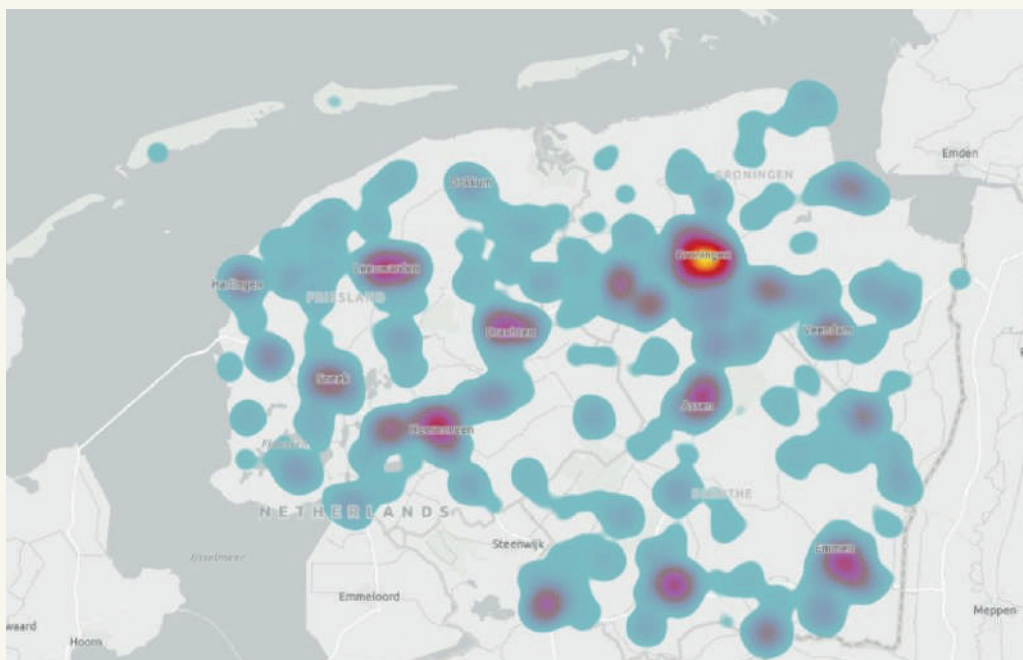 Emden
GRONINGEN
Dokkum
Groningen
Leeuwarden
Harlingen
FRIESLAND
Drachten
Veendam
Sneek
Assen
Heerenveen
DRENTHE
NETHERLANDS
Steenwijk
Emmen
IJsselmeer
Emmeloord
Meppen
waard
Hoorn